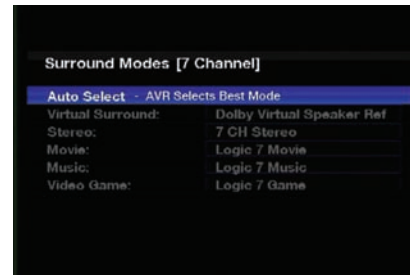 Surround Modes [7 Channel]
Auto Select - AVR Selects Best Mode
Virtual Surround: Dolby Virtual Speaker Ref
Stereo: 7 CH Stereo
Movie: Logic 7 Movie
Music: Logic 7 Music
Video Game: Logic 7 Game